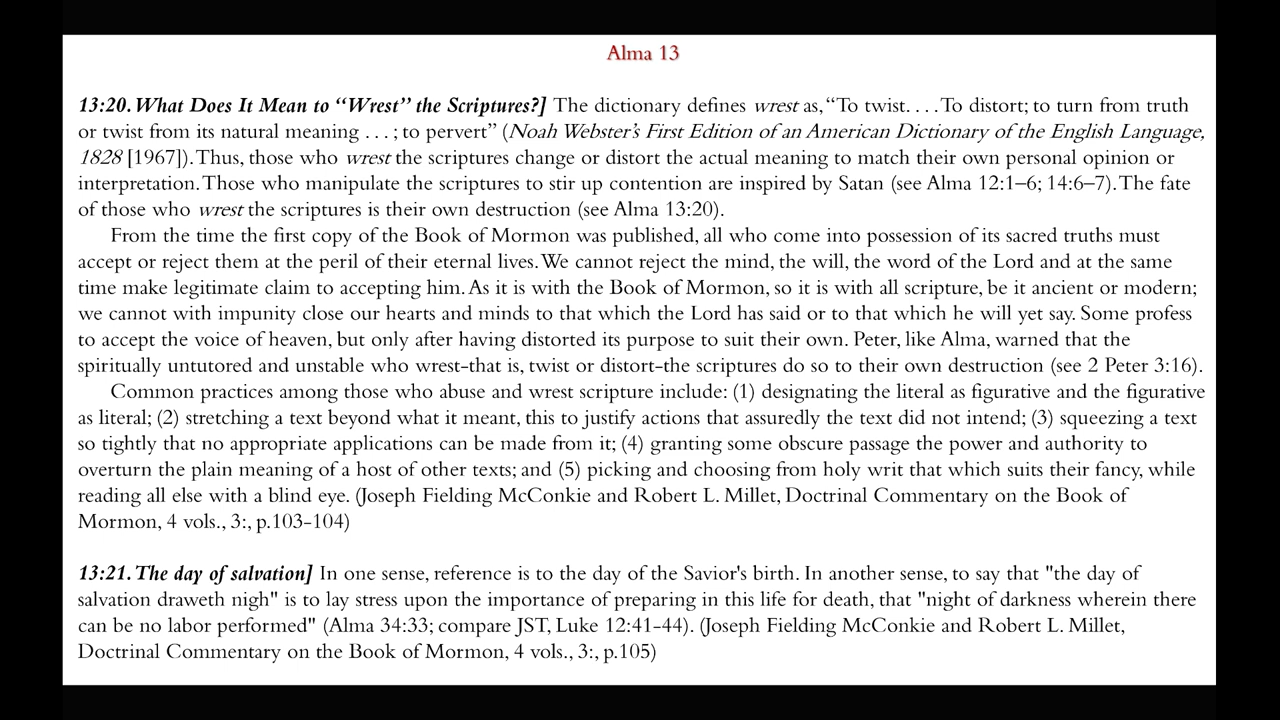 Alma 13
13:20. What Does It Mean to “Wrest” the Scriptures?] The dictionary defines wrest as, “To twist. . . . To distort; to turn from truth
or twist from its natural meaning . . . ; to pervert” (Noah Webster’s First Edition of an American Dictionary of the English Language,
1828 [1967]). Thus, those who wrest the scriptures change or distort the actual meaning to match their own personal opinion or
interpretation. Those who manipulate the scriptures to stir up contention are inspired by Satan (see Alma 12:1–6; 14:6–7). The fate
of those who wrest the scriptures is their own destruction (see Alma 13:20).
From the time the first copy of the Book of Mormon was published, all who come into possession of its sacred truths must
accept or reject them at the peril of their eternal lives. We cannot reject the mind, the will, the word of the Lord and at the same
time make legitimate claim to accepting him. As it is with the Book of Mormon, so it is with all scripture, be it ancient or modern;
we cannot with impunity close our hearts and minds to that which the Lord has said or to that which he will yet say. Some profess
to accept the voice of heaven, but only after having distorted its purpose to suit their own. Peter, like Alma, warned that the
spiritually untutored and unstable who wrest-that is, twist or distort-the scriptures do so to their own destruction (see 2 Peter 3:16).
Common practices among those who abuse and wrest scripture include: (1) designating the literal as figurative and the figurative
as literal; (2) stretching a text beyond what it meant, this to justify actions that assuredly the text did not intend; (3) squeezing a text
so tightly that no appropriate applications can be made from it; (4) granting some obscure passage the power and authority to
overturn the plain meaning of a host of other texts; and (5) picking and choosing from holy writ that which suits their fancy, while
reading all else with a blind eye. (Joseph Fielding McConkie and Robert L. Millet, Doctrinal Commentary on the Book of
Mormon, 4 vols., 3:, p.103-104)
13:21. The day of salvation] In one sense, reference is to the day of the Savior's birth. In another sense, to say that "the day of
salvation draweth nigh" is to lay stress upon the importance of preparing in this life for death, that "night of darkness wherein there
can be no labor performed" (Alma 34:33; compare JST, Luke 12:41-44). (Joseph Fielding McConkie and Robert L. Millet,
Doctrinal Commentary on the Book of Mormon, 4 vols., 3:, p.105)